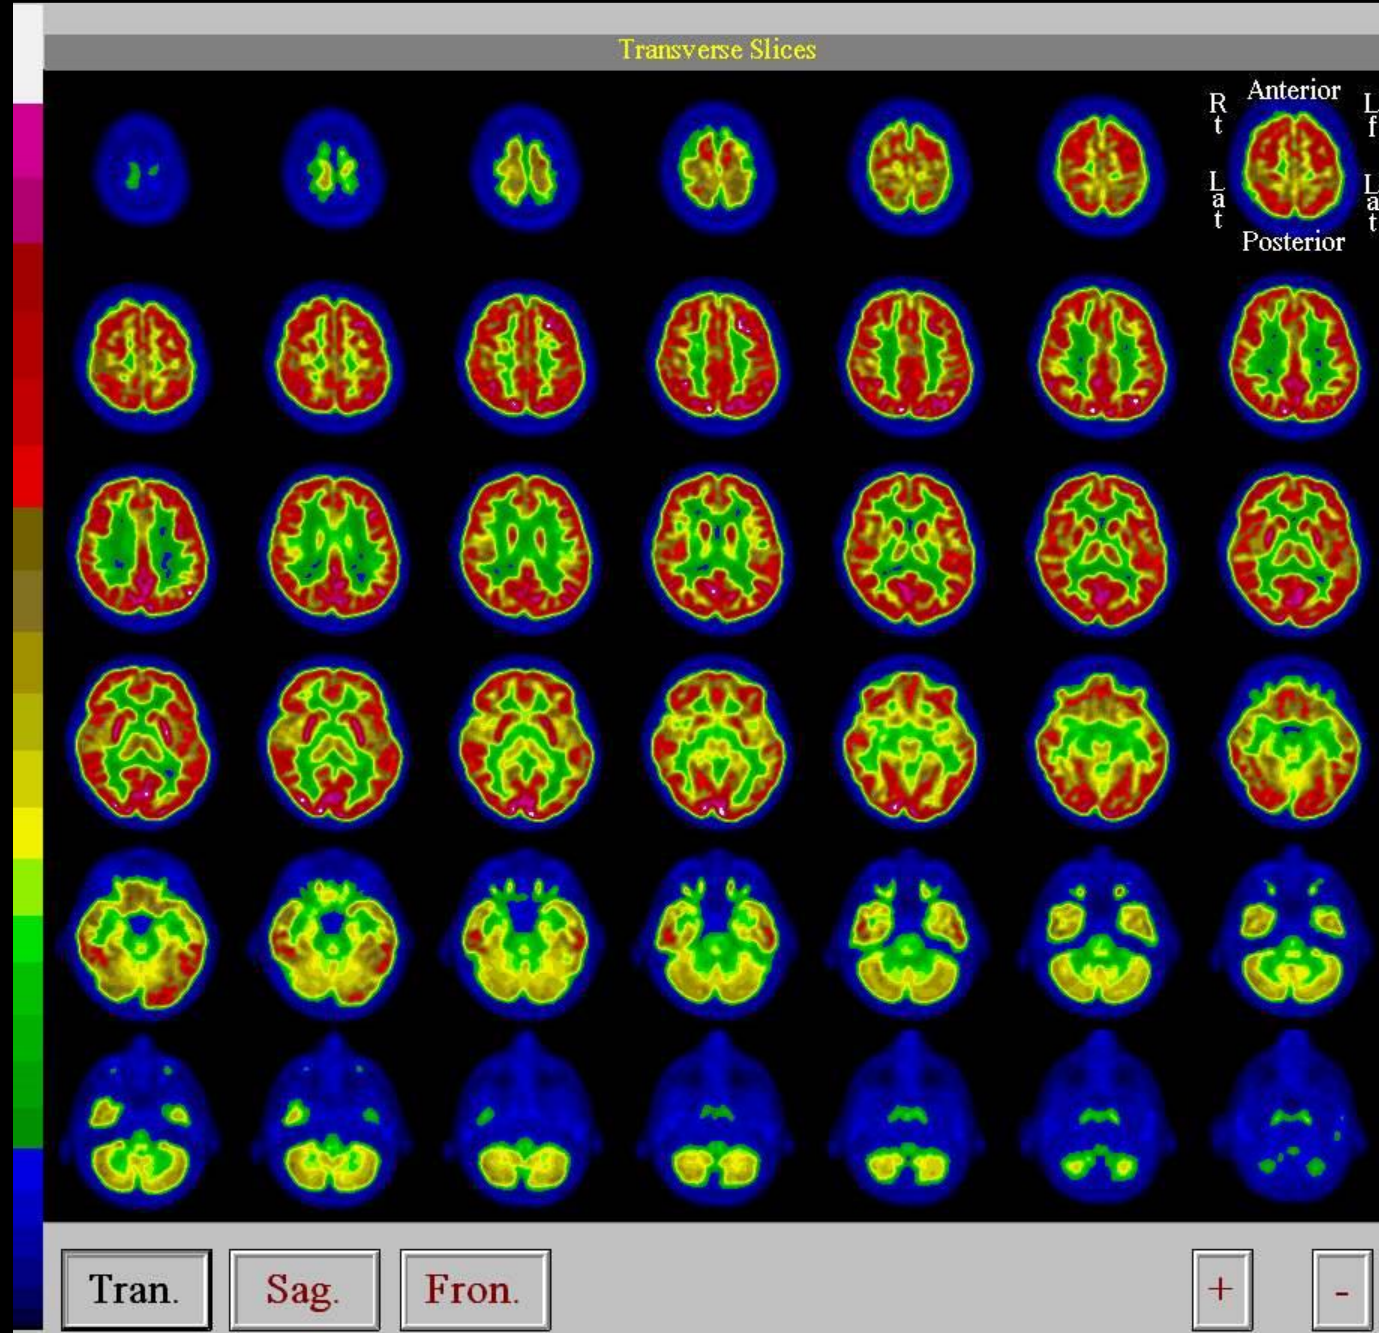 Transverse Slices
Anterior
Rt Lat
Lf Lat
Posterior
Tran.
Sag.
Fron.
+
-